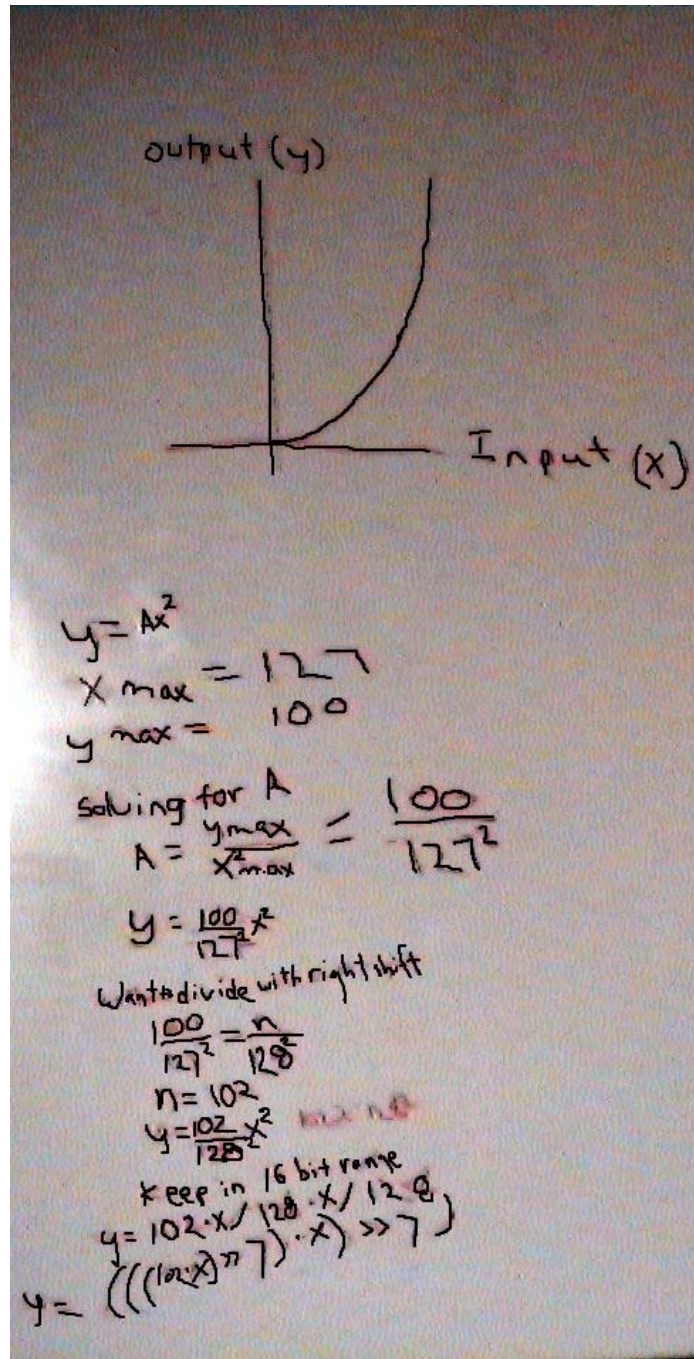 output (y)
Input (x)
y = Ax²
x max = 127
y max = 100
solving for A
A = ymax / x²max = 100 / 127²
y = 100/127² x²
Want to divide with right shift
100/127² = n/128²
n = 102
y = 102/128² x²
Keep in 16 bit range
y = 102·x / 128·x / 128
y = (((102·x)>>7)·x)>>7)